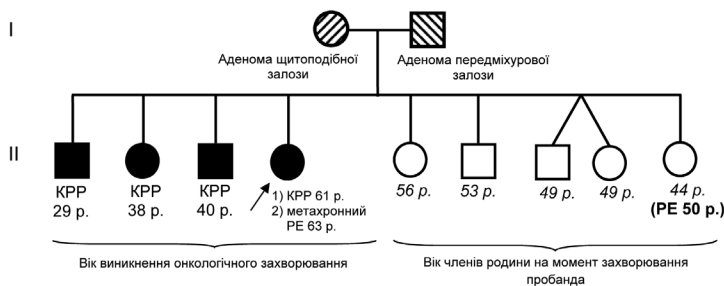 I
Аденома щитоподібної
залози
Аденома передміхурової
залози
II
КРР
29 р.
КРР
38 р.
КРР
40 р.
1) КРР 61 р.
2) метахронний
РЕ 63 р.
56 р.
53 р.
49 р.
49 р.
44 р.
(РЕ 50 р.)
Вік виникнення онкологічного захворювання
Вік членів родини на момент захворювання
пробанда